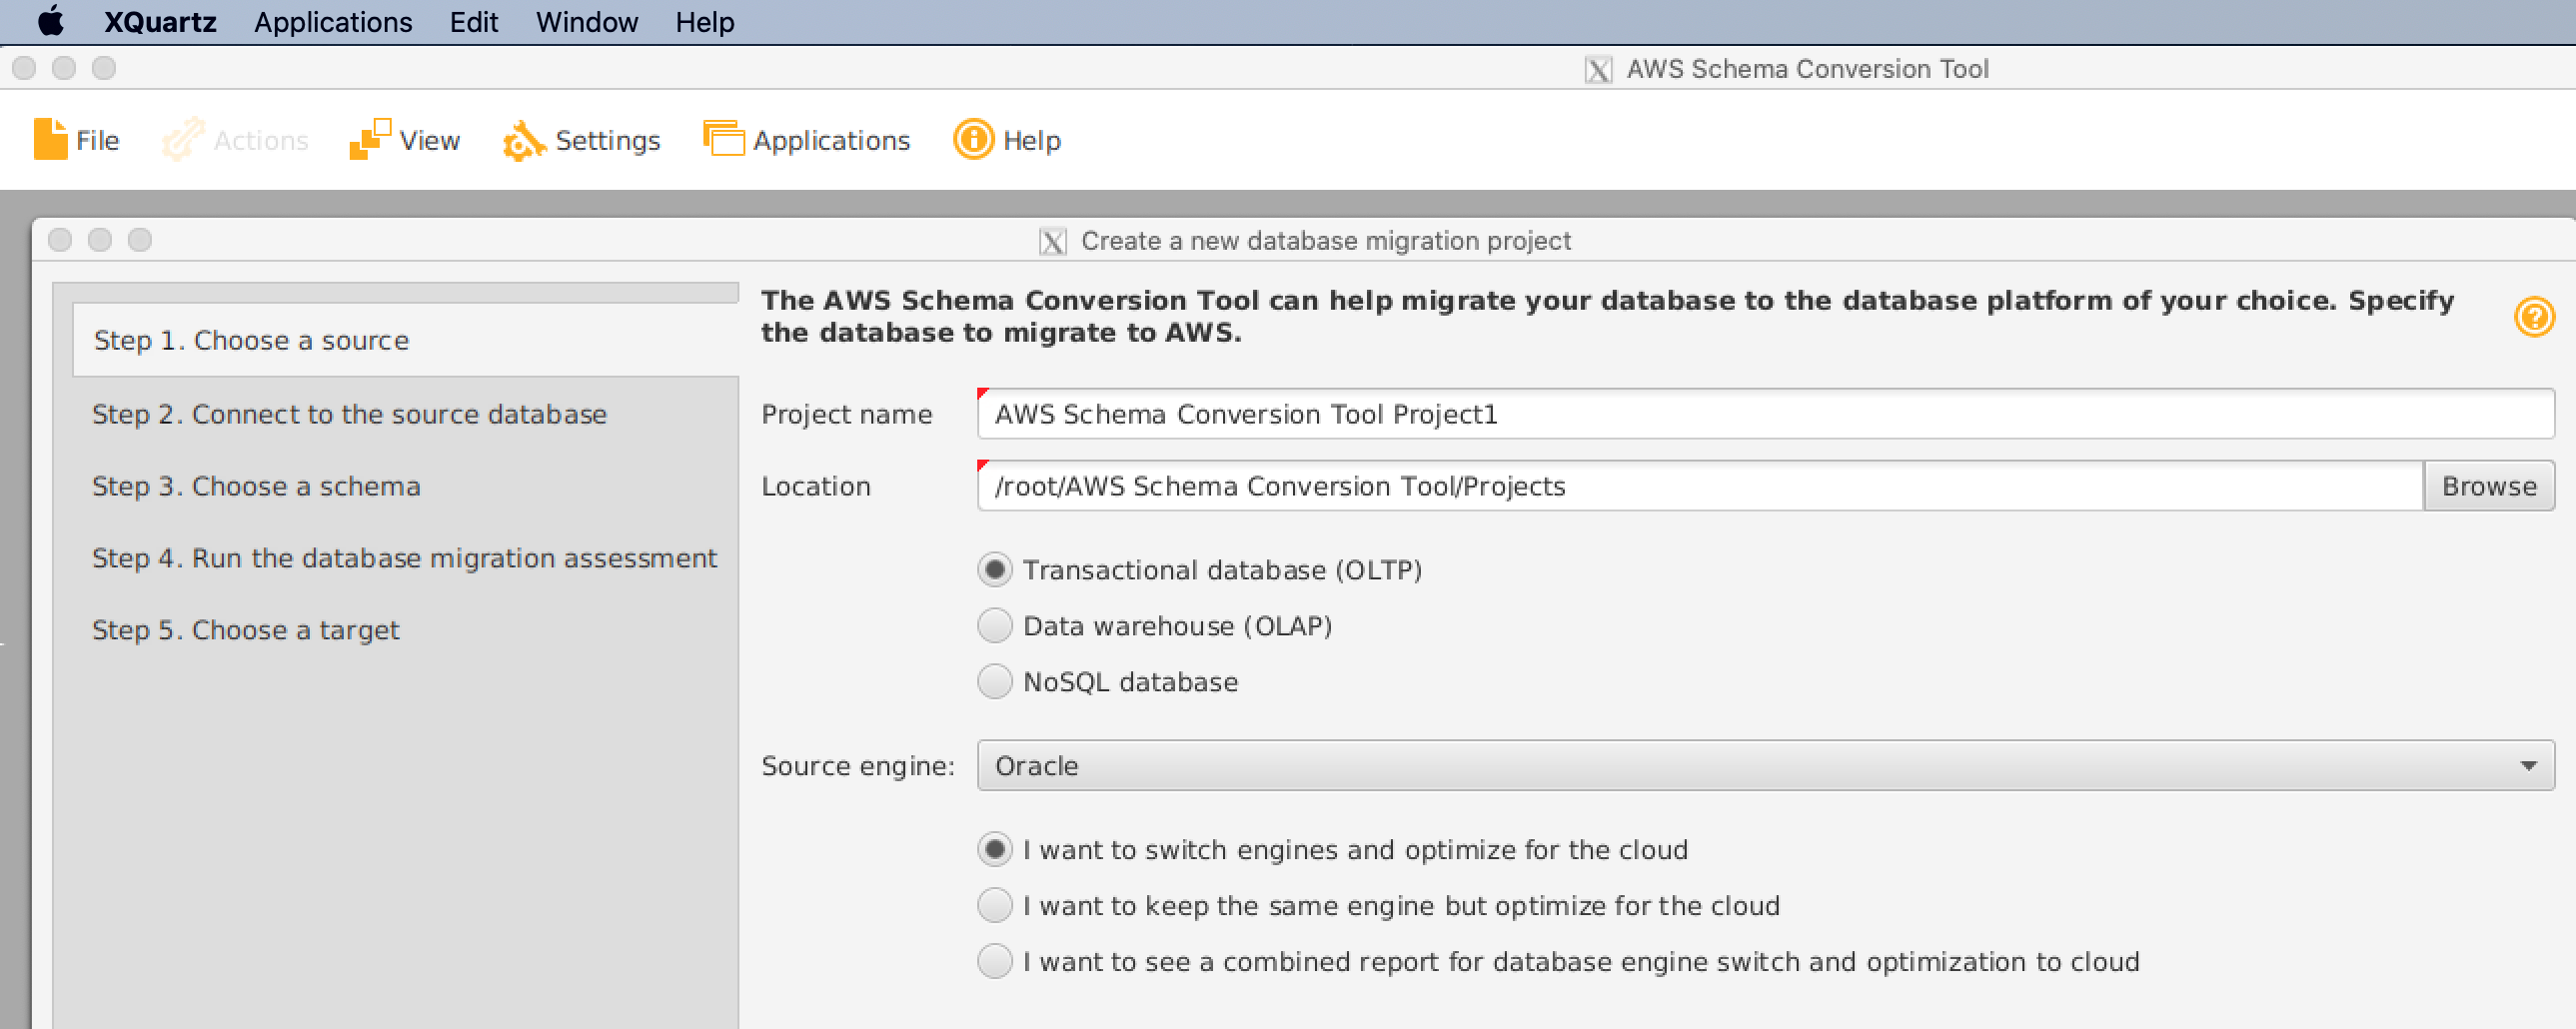 XQuartz Applications Edit Window Help
AWS Schema Conversion Tool
File Actions View Settings Applications Help
Create a new database migration project
Step 1. Choose a source
Step 2. Connect to the source database
Step 3. Choose a schema
Step 4. Run the database migration assessment
Step 5. Choose a target
The AWS Schema Conversion Tool can help migrate your database to the database platform of your choice. Specify
the database to migrate to AWS.
Project name AWS Schema Conversion Tool Project1
Location /root/AWS Schema Conversion Tool/Projects Browse
Transactional database (OLTP)
Data warehouse (OLAP)
NoSQL database
Source engine: Oracle
I want to switch engines and optimize for the cloud
I want to keep the same engine but optimize for the cloud
I want to see a combined report for database engine switch and optimization to cloud